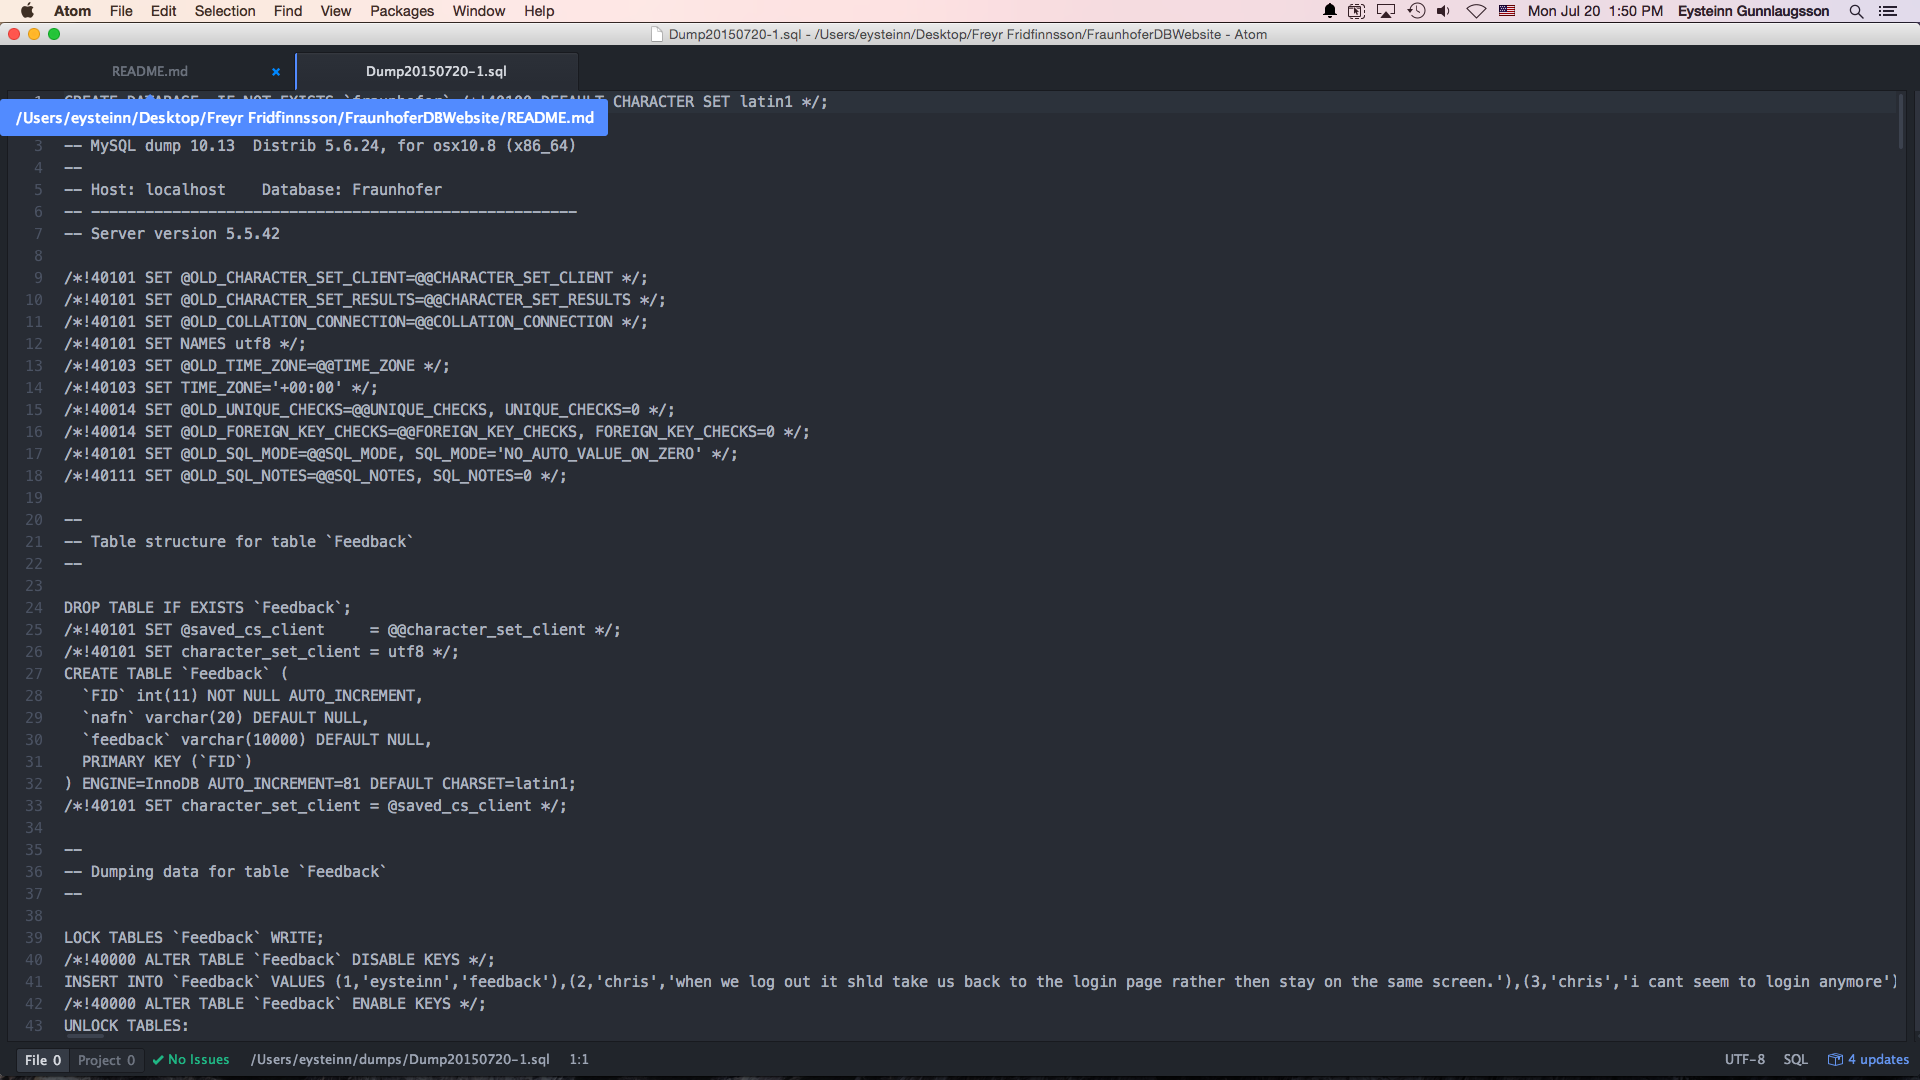 Atom File Edit Selection Find View Packages Window Help Mon Jul 20 1:50 PM Eysteinn Gunnlaugsson
Dump20150720-1.sql - /Users/eysteinn/Desktop/Freyr Fridfinnsson/FraunhoferDBWebsite - Atom
README.md × Dump20150720-1.sql
CHARACTER SET latin1 */;
/Users/eysteinn/Desktop/Freyr Fridfinnsson/FraunhoferDBWebsite/README.md
3 -- MySQL dump 10.13  Distrib 5.6.24, for osx10.8 (x86_64)
4 --
5 -- Host: localhost    Database: Fraunhofer
6 -- ------------------------------------------------------
7 -- Server version 5.5.42
8
9 /*!40101 SET @OLD_CHARACTER_SET_CLIENT=@@CHARACTER_SET_CLIENT */;
10 /*!40101 SET @OLD_CHARACTER_SET_RESULTS=@@CHARACTER_SET_RESULTS */;
11 /*!40101 SET @OLD_COLLATION_CONNECTION=@@COLLATION_CONNECTION */;
12 /*!40101 SET NAMES utf8 */;
13 /*!40103 SET @OLD_TIME_ZONE=@@TIME_ZONE */;
14 /*!40103 SET TIME_ZONE='+00:00' */;
15 /*!40014 SET @OLD_UNIQUE_CHECKS=@@UNIQUE_CHECKS, UNIQUE_CHECKS=0 */;
16 /*!40014 SET @OLD_FOREIGN_KEY_CHECKS=@@FOREIGN_KEY_CHECKS, FOREIGN_KEY_CHECKS=0 */;
17 /*!40101 SET @OLD_SQL_MODE=@@SQL_MODE, SQL_MODE='NO_AUTO_VALUE_ON_ZERO' */;
18 /*!40111 SET @OLD_SQL_NOTES=@@SQL_NOTES, SQL_NOTES=0 */;
19
20 --
21 -- Table structure for table `Feedback`
22 --
23
24 DROP TABLE IF EXISTS `Feedback`;
25 /*!40101 SET @saved_cs_client     = @@character_set_client */;
26 /*!40101 SET character_set_client = utf8 */;
27 CREATE TABLE `Feedback` (
28   `FID` int(11) NOT NULL AUTO_INCREMENT,
29   `nafn` varchar(20) DEFAULT NULL,
30   `feedback` varchar(10000) DEFAULT NULL,
31   PRIMARY KEY (`FID`)
32 ) ENGINE=InnoDB AUTO_INCREMENT=81 DEFAULT CHARSET=latin1;
33 /*!40101 SET character_set_client = @saved_cs_client */;
34
35 --
36 -- Dumping data for table `Feedback`
37 --
38
39 LOCK TABLES `Feedback` WRITE;
40 /*!40000 ALTER TABLE `Feedback` DISABLE KEYS */;
41 INSERT INTO `Feedback` VALUES (1,'eysteinn','feedback'),(2,'chris','when we log out it shld take us back to the login page rather then stay on the same screen.'),(3,'chris','i cant seem to login anymore')
42 /*!40000 ALTER TABLE `Feedback` ENABLE KEYS */;
43 UNLOCK TABLES;
File 0 Project 0 No Issues /Users/eysteinn/dumps/Dump20150720-1.sql 1:1 UTF-8 SQL 4 updates